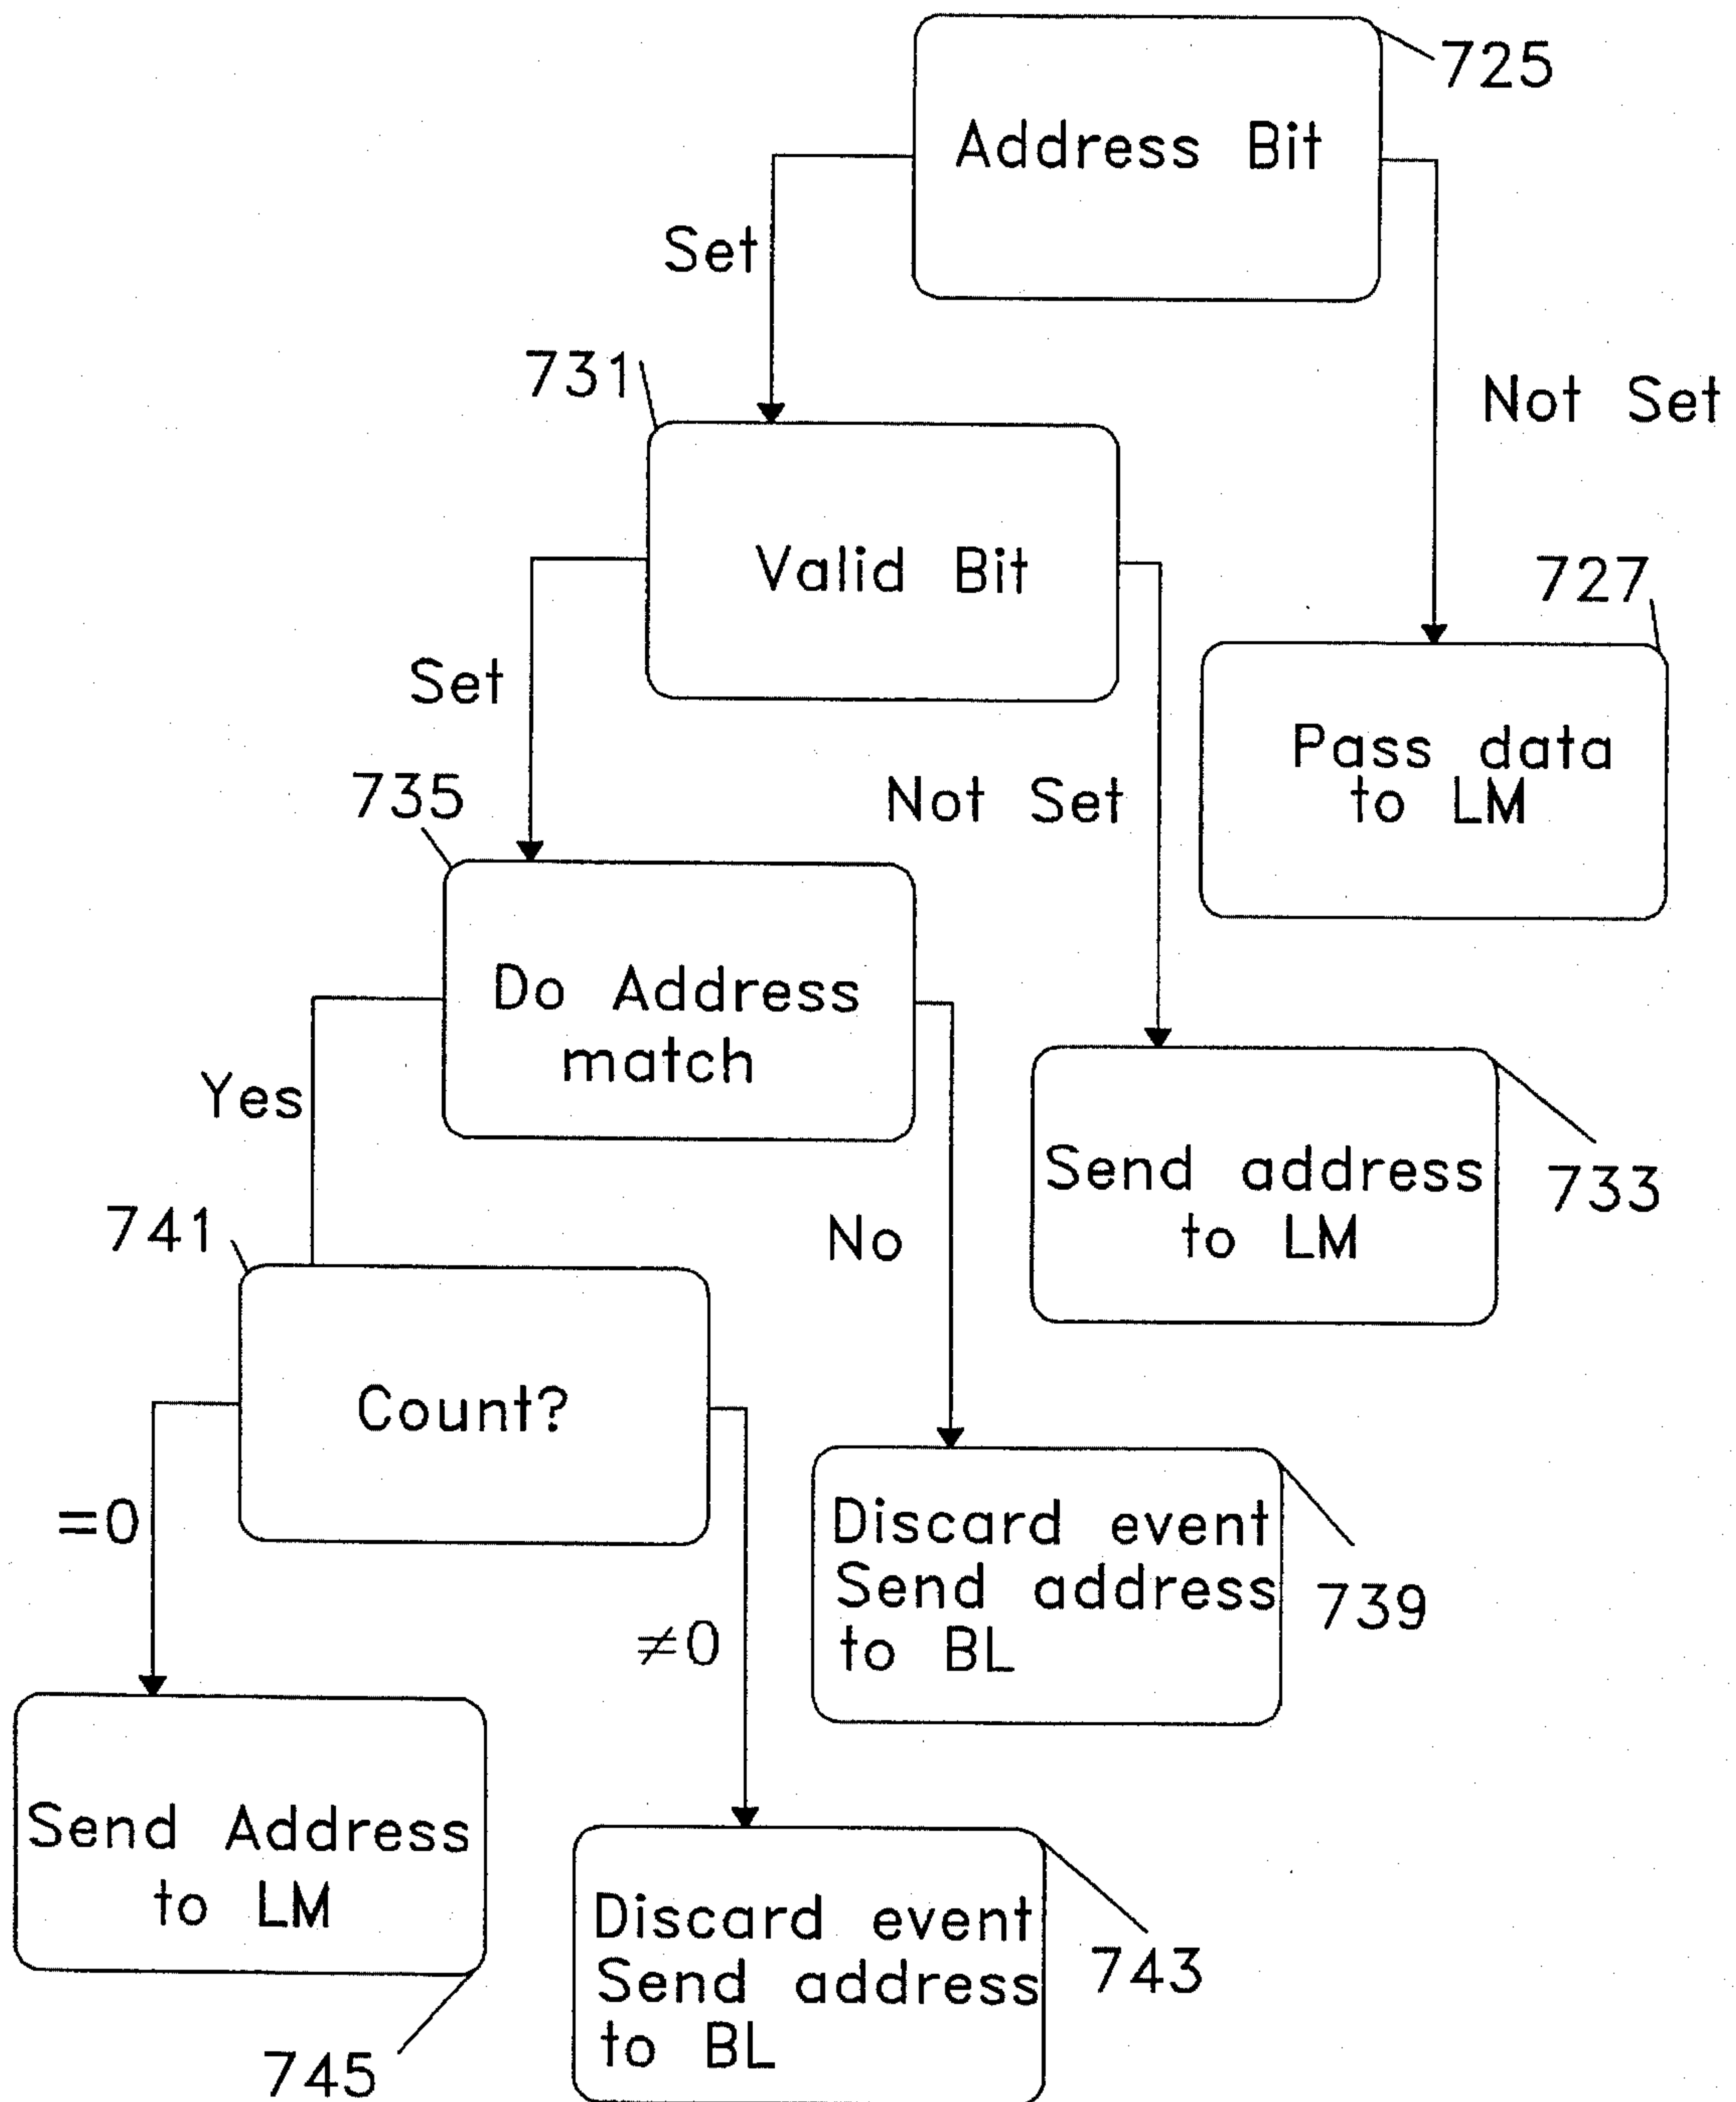 725
Address Bit
Set
731
Not Set
Valid Bit
727
Set
Pass data
to LM
735
Not Set
Do Address
match
Yes
Send address
to LM
733
741
No
Count?
=0
Discard event
Send address
to BL
739
≠0
Send Address
to LM
Discard event
Send address
to BL
743
745